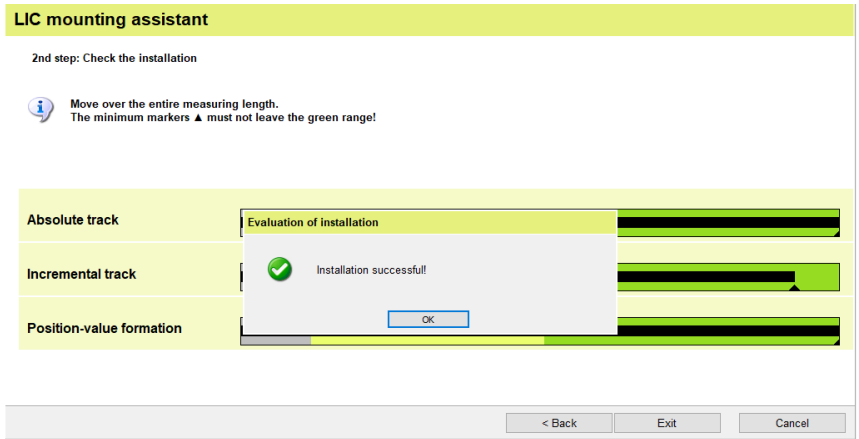 LIC mounting assistant
2nd step: Check the installation
Move over the entire measuring length.
The minimum markers ▲ must not leave the green range!
Absolute track
Evaluation of installation
Installation successful!
Incremental track
OK
Position-value formation
< Back
Exit
Cancel